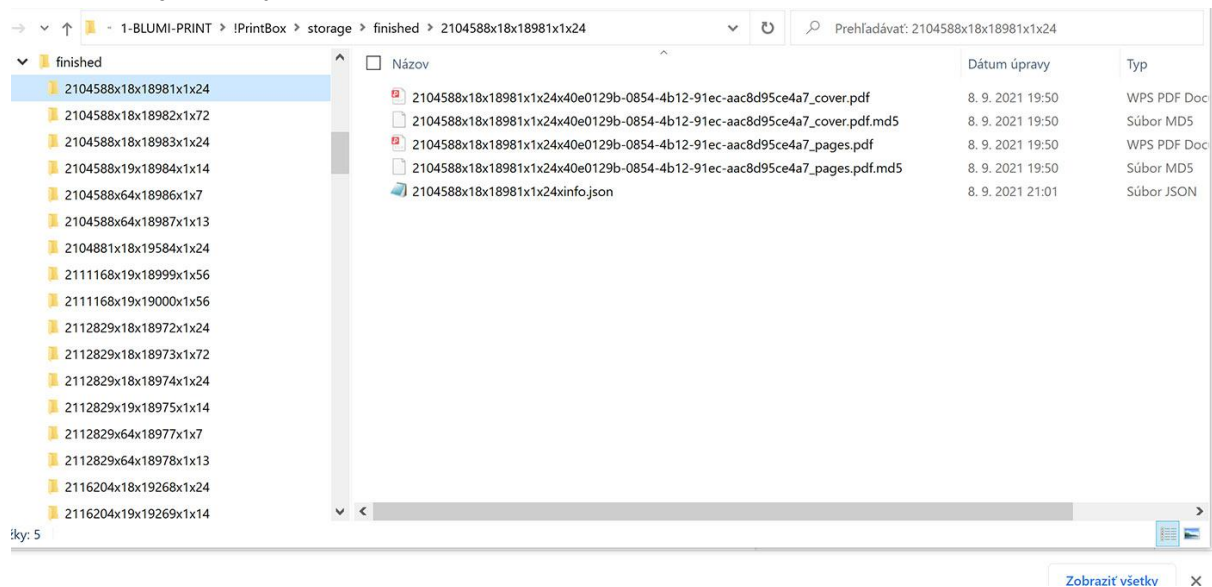 1-BLUMI-PRINT > !PrintBox > storage > finished > 2104588x18x18981x1x24
Prehľadávať: 2104588x18x18981x1x24
finished
2104588x18x18981x1x24
2104588x18x18982x1x72
2104588x18x18983x1x24
2104588x19x18984x1x14
2104588x64x18986x1x7
2104588x64x18987x1x13
2104881x18x19584x1x24
2111168x19x18999x1x56
2111168x19x19000x1x56
2112829x18x18972x1x24
2112829x18x18973x1x72
2112829x18x18974x1x24
2112829x19x18975x1x14
2112829x64x18977x1x7
2112829x64x18978x1x13
2116204x18x19268x1x24
2116204x19x19269x1x14
Názov Dátum úpravy Typ
2104588x18x18981x1x24x40e0129b-0854-4b12-91ec-aac8d95ce4a7_cover.pdf 8. 9. 2021 19:50 WPS PDF Doc
2104588x18x18981x1x24x40e0129b-0854-4b12-91ec-aac8d95ce4a7_cover.pdf.md5 8. 9. 2021 19:50 Súbor MD5
2104588x18x18981x1x24x40e0129b-0854-4b12-91ec-aac8d95ce4a7_pages.pdf 8. 9. 2021 19:50 WPS PDF Doc
2104588x18x18981x1x24x40e0129b-0854-4b12-91ec-aac8d95ce4a7_pages.pdf.md5 8. 9. 2021 19:50 Súbor MD5
2104588x18x18981x1x24xinfo.json 8. 9. 2021 21:01 Súbor JSON
žky: 5
Zobraziť všetky